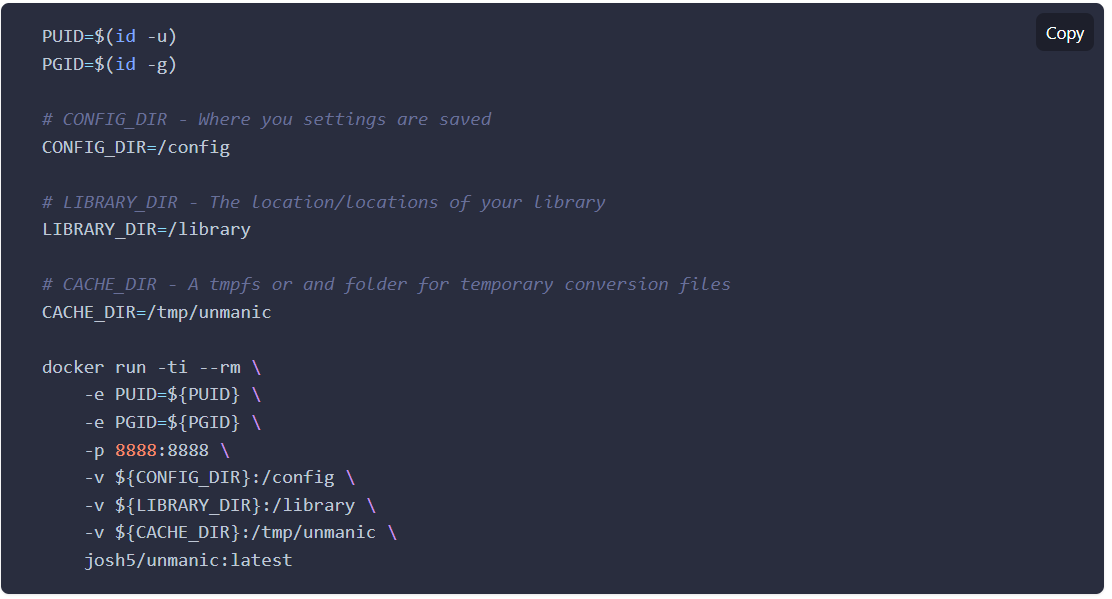 Copy
PUID=$(id -u)
PGID=$(id -g)
# CONFIG_DIR - Where you settings are saved
CONFIG_DIR=/config
# LIBRARY_DIR - The location/locations of your library
LIBRARY_DIR=/library
# CACHE_DIR - A tmpfs or and folder for temporary conversion files
CACHE_DIR=/tmp/unmanic
docker run -ti --rm \
    -e PUID=${PUID} \
    -e PGID=${PGID} \
    -p 8888:8888 \
    -v ${CONFIG_DIR}:/config \
    -v ${LIBRARY_DIR}:/library \
    -v ${CACHE_DIR}:/tmp/unmanic \
    josh5/unmanic:latest